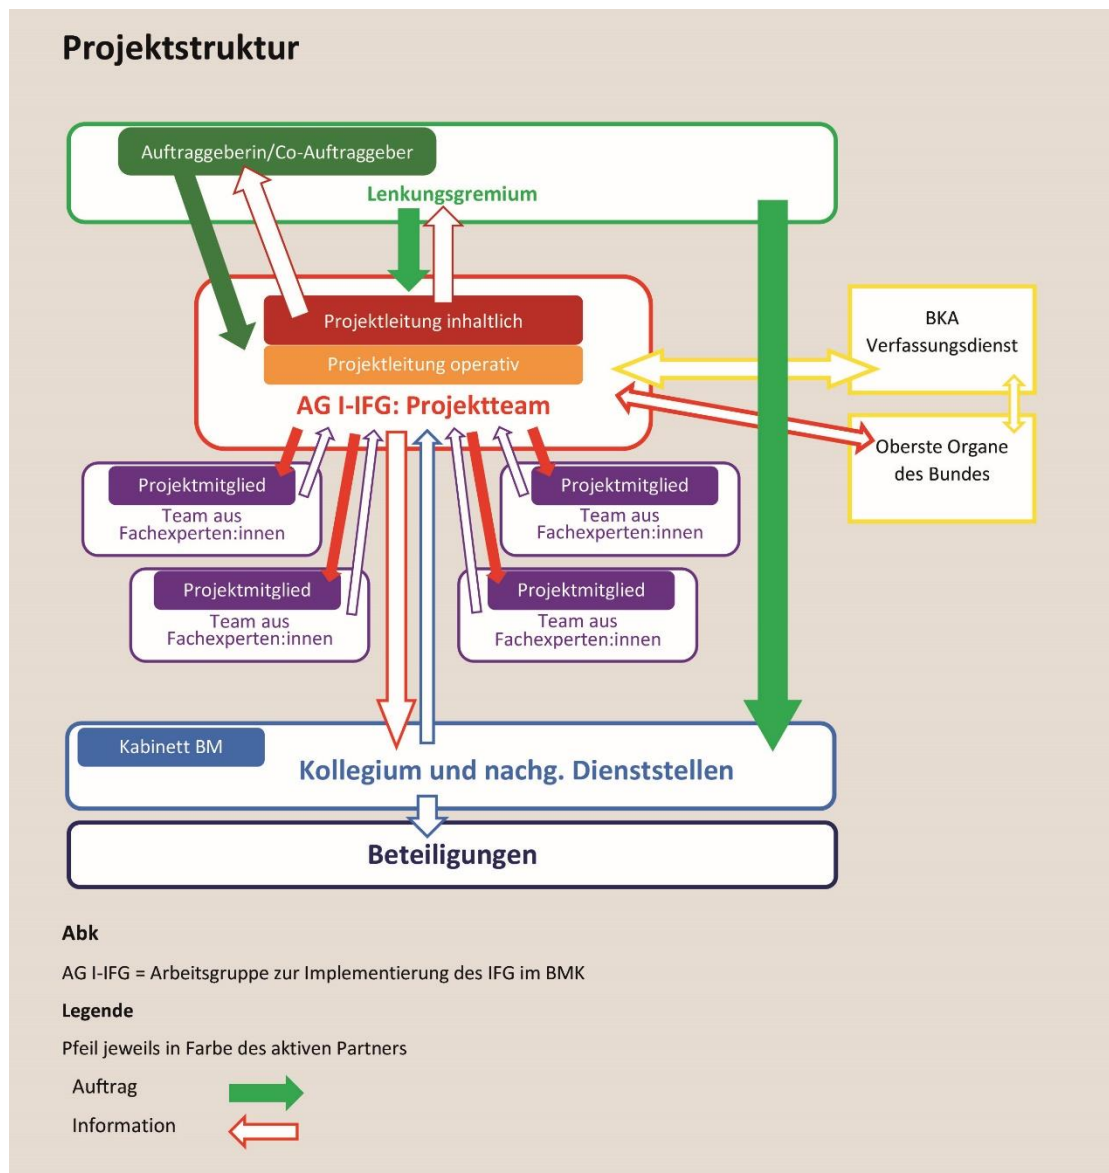 Projektstruktur
Auftraggeberin/Co-Auftraggeber
Lenkungsgremium
Projektleitung inhaltlich
Projektleitung operativ
AG I-IFG: Projektteam
BKA
Verfassungsdienst
Oberste Organe
des Bundes
Projektmitglied
Team aus
Fachexperten:innen
Projektmitglied
Team aus
Fachexperten:innen
Projektmitglied
Team aus
Fachexperten:innen
Projektmitglied
Team aus
Fachexperten:innen
Kabinett BM
Kollegium und nachg. Dienststellen
Beteiligungen
Abk
AG I-IFG = Arbeitsgruppe zur Implementierung des IFG im BMK
Legende
Pfeil jeweils in Farbe des aktiven Partners
Auftrag
Information